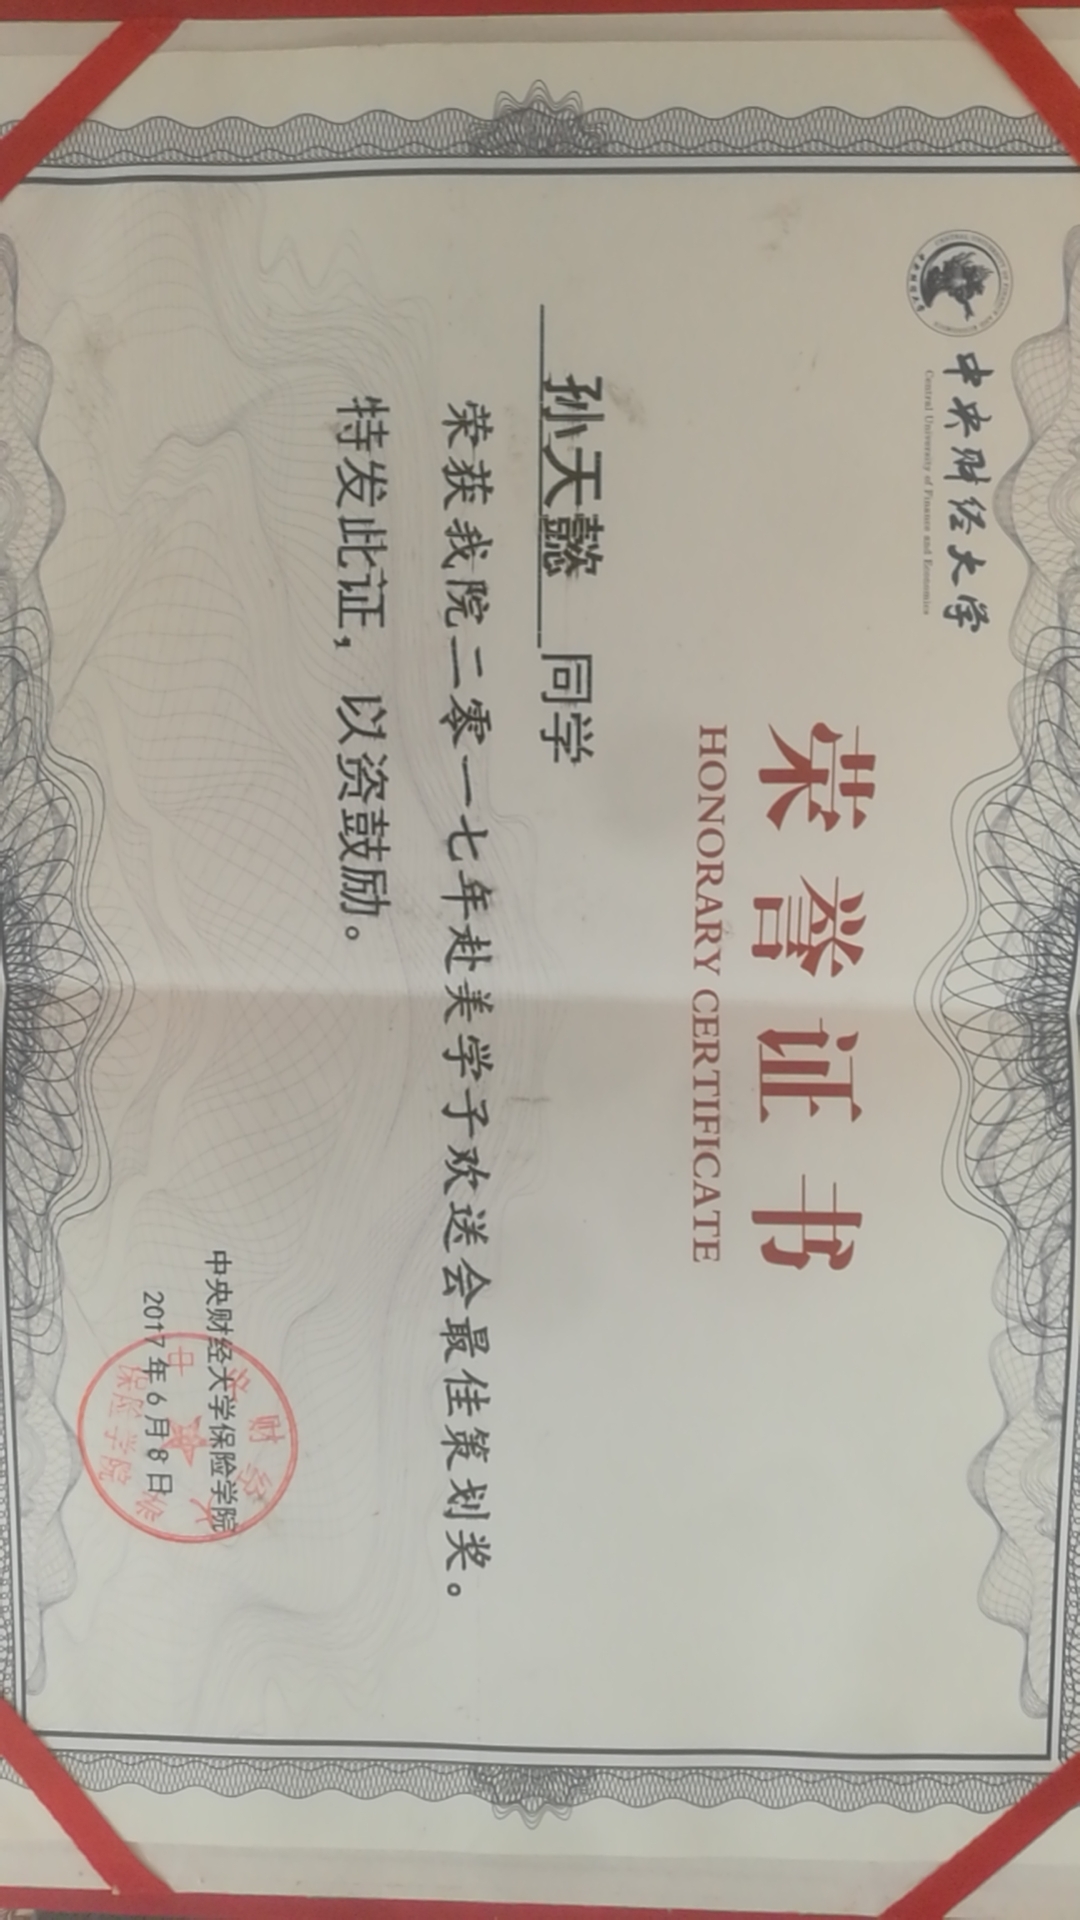 中央财经大学
Central University of Finance and Economics
荣誉证书
HONORARY CERTIFICATE
孙天懿 同学
荣获我院二零一七年赴美学子欢送会最佳策划奖。
特发此证，以资鼓励。
中央财经大学保险学院
2017年6月8日
中央财经大学
保险学院